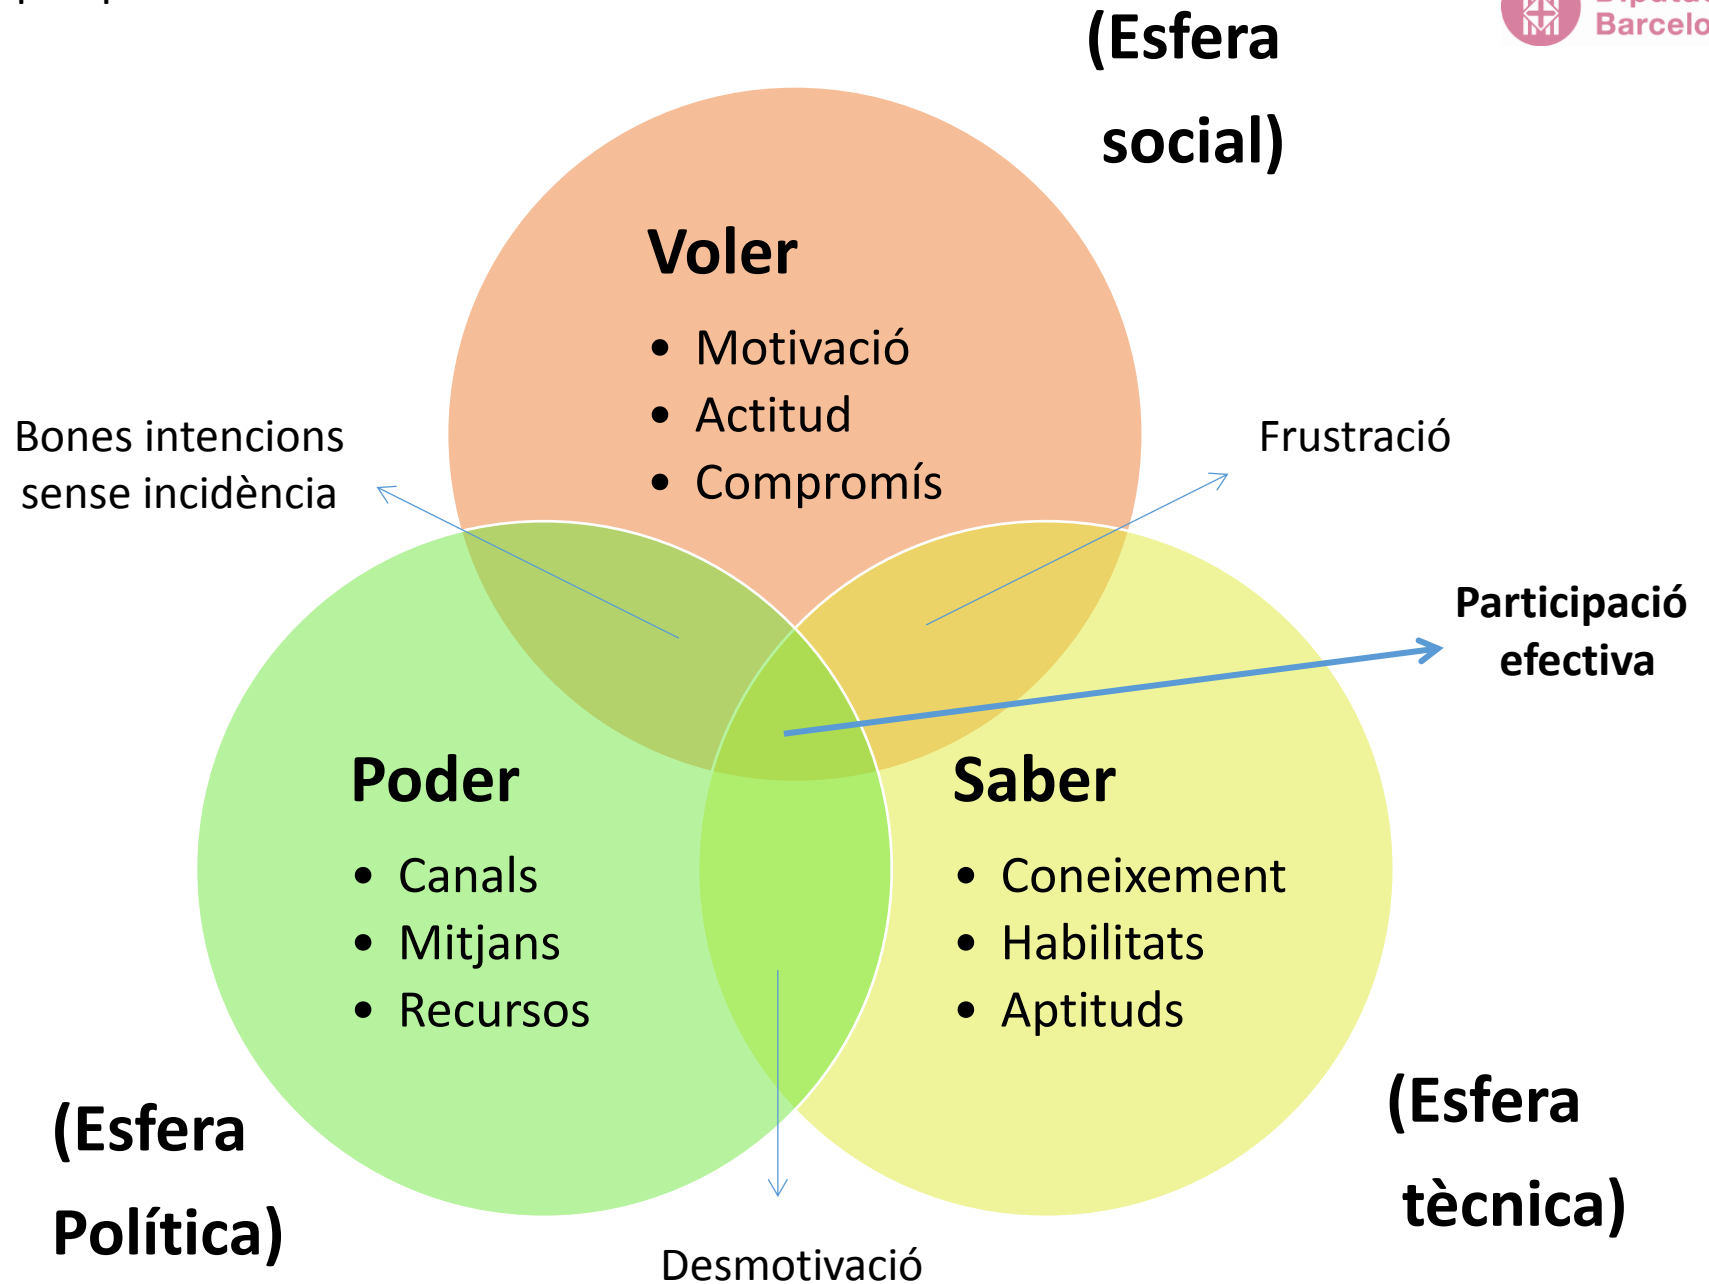 (Esfera
social)
Voler
• Motivació
• Actitud
• Compromís
Bones intencions
sense incidència
Frustració
Participació
efectiva
Poder
• Canals
• Mitjans
• Recursos
Saber
• Coneixement
• Habilitats
• Aptituds
(Esfera
Política)
(Esfera
tècnica)
Desmotivació